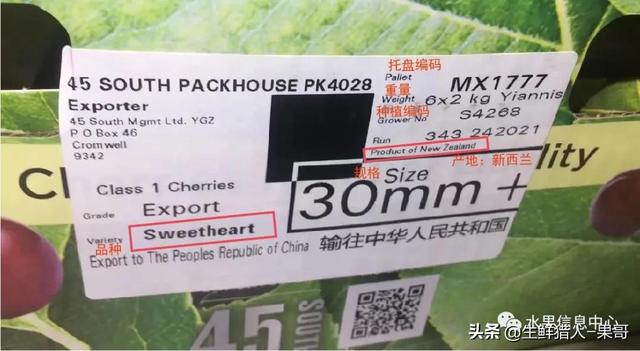 托盘编码
45 SOUTH PACKHOUSE PK4028
Pallet MX1777
重量
Exporter
Weight 6x2 kg Yiannis
种植编码
45 South Mgmt Ltd. YGZ
Grower No S4268
P O Box 46
Run 343 242021
Cromwell
Product of New Zealand
9342
产地：新西兰
规格 Size
Class 1 Cherries
30mm +
Grade Export
Variety Sweetheart
品种
Export to The Peoples Republic of China 输往中华人民共和国
45
SOUTH
水果信息中心
头条 @生鲜猎人-果哥